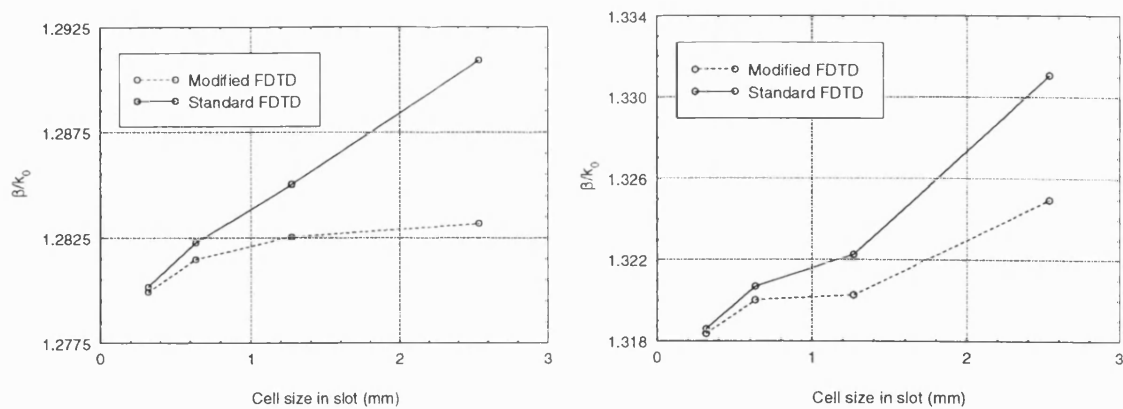 1.2925
1.2875
1.2825
1.2775
β/k₀
Modified FDTD
Standard FDTD
0
1
2
3
Cell size in slot (mm)
1.334
1.330
1.326
1.322
1.318
β/k₀
Modified FDTD
Standard FDTD
0
1
2
3
Cell size in slot (mm)